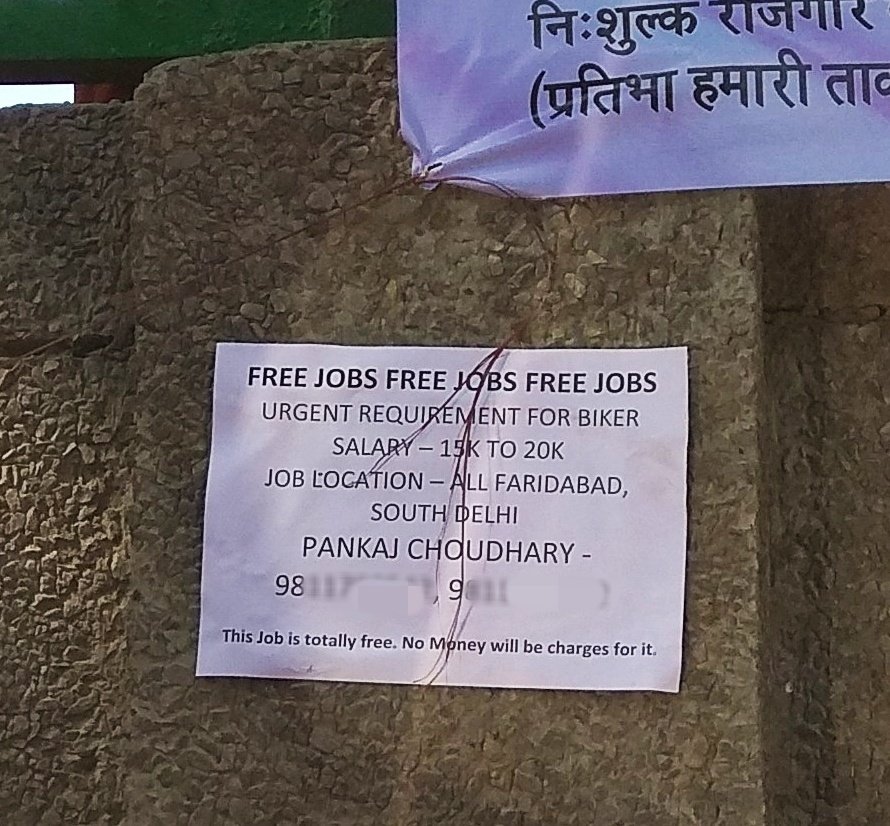 निःशुल्क रोजगार
(प्रतिभा हमारी
FREE JOBS FREE JOBS FREE JOBS
URGENT REQUIREMENT FOR BIKER
SALARY – 15K TO 20K
JOB LOCATION – ALL FARIDABAD,
SOUTH DELHI
PANKAJ CHOUDHARY -
This Job is totally free. No Money will be charges for it.